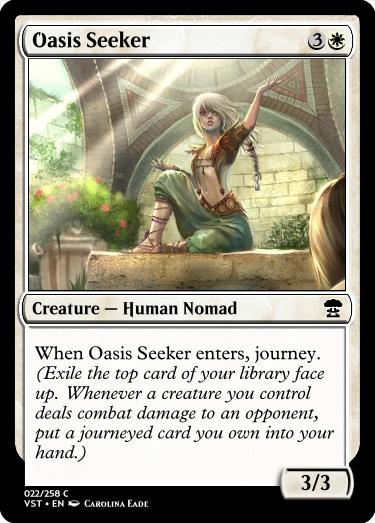 Oasis Seeker 3
Creature — Human Nomad
When Oasis Seeker enters, journey.
(Exile the top card of your library face
up. Whenever a creature you control
deals combat damage to an opponent,
put a journeyed card you own into your
hand.)
3/3
022/258 C
VST • EN Carolina Eade